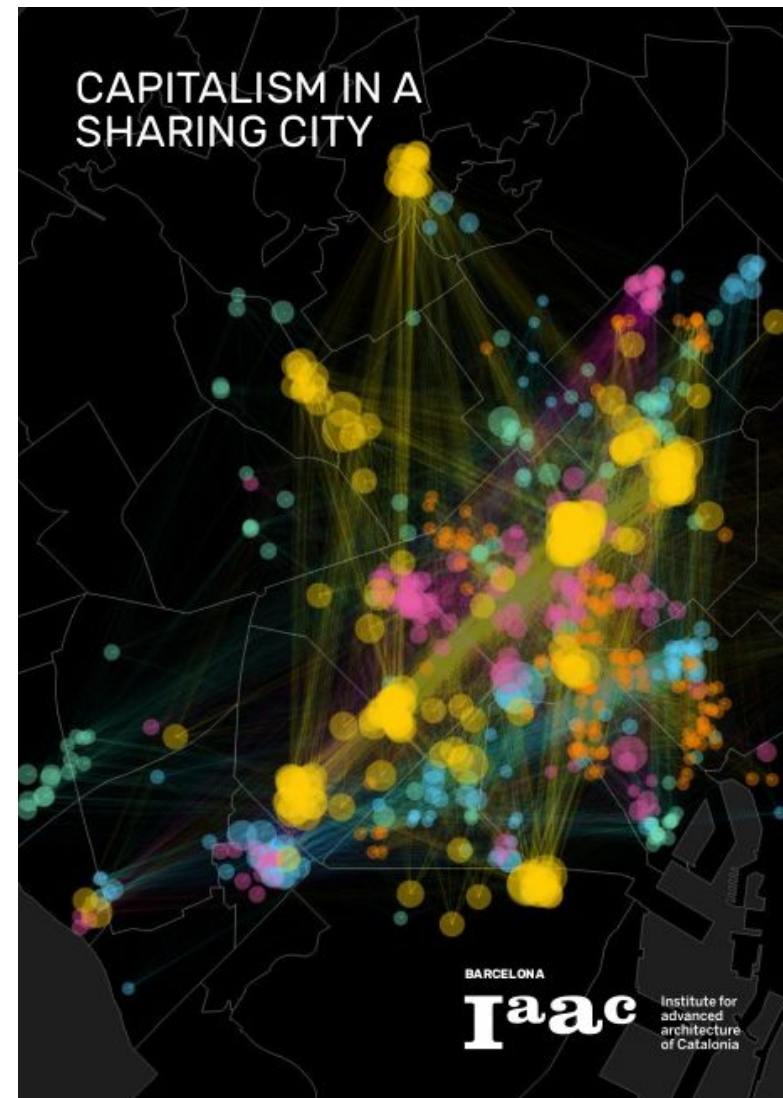 CAPITALISM IN A
SHARING CITY
BARCELONA
Iaac
Institute for
advanced
architecture
of Catalonia